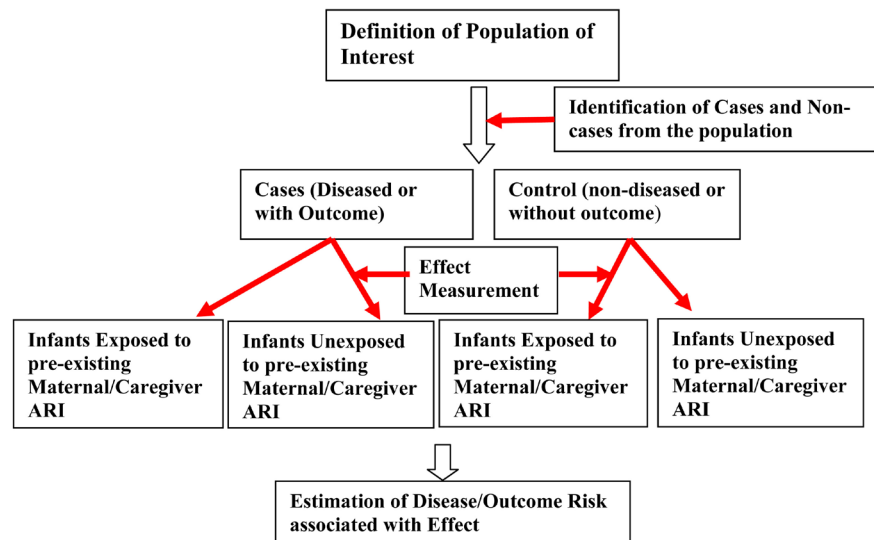 Definition of Population of
Interest
Identification of Cases and Non-
cases from the population
Cases (Diseased or
with Outcome)
Control (non-diseased or
without outcome)
Effect
Measurement
Infants Exposed to
pre-existing
Maternal/Caregiver
ARI
Infants Unexposed
to pre-existing
Maternal/Caregiver
ARI
Infants Exposed to
pre-existing
Maternal/Caregiver
ARI
Infants Unexposed
to pre-existing
Maternal/Caregiver
ARI
Estimation of Disease/Outcome Risk
associated with Effect